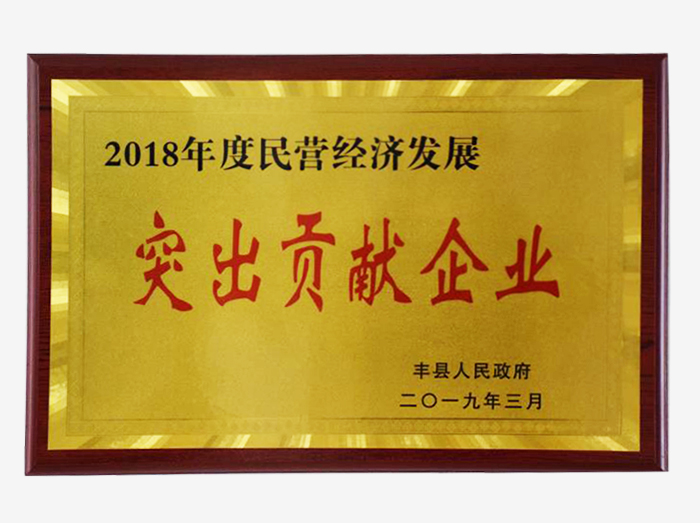 2018年度民营经济发展
突出贡献企业
丰县人民政府
二〇一九年三月